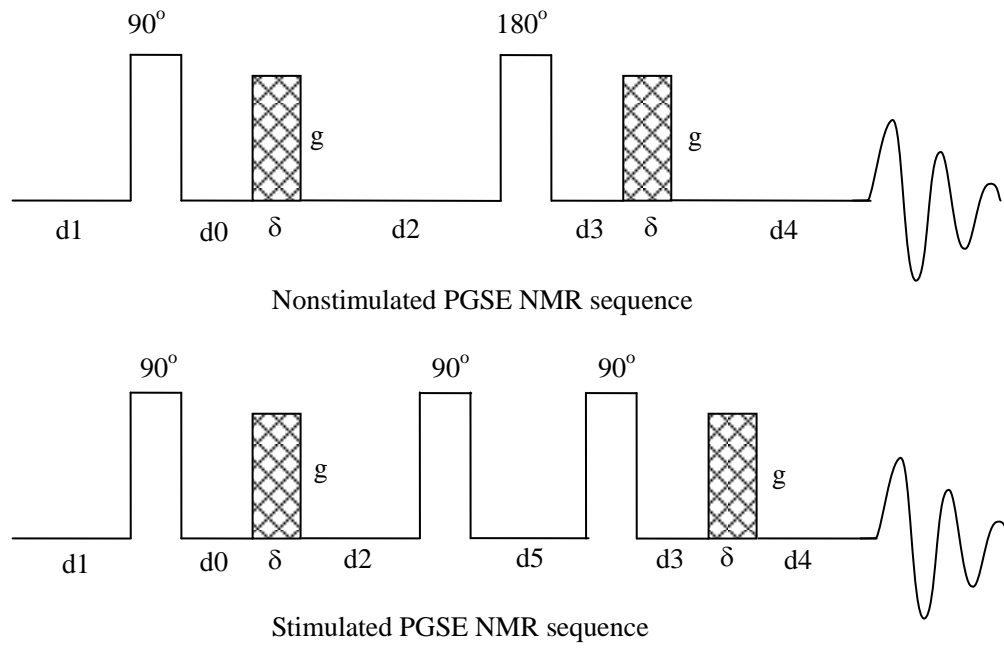 90° 180°
g g
d1 d0 δ d2 d3 δ d4
Nonstimulated PGSE NMR sequence
90° 90° 90°
g g
d1 d0 δ d2 d5 d3 δ d4
Stimulated PGSE NMR sequence